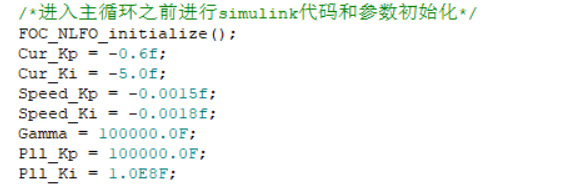 /*进入主循环之前进行simulink代码和参数初始化*/
FOC_NLFO_initialize();
Cur_Kp = -0.6f;
Cur_Ki = -5.0f;
Speed_Kp = -0.0015f;
Speed_Ki = -0.0018f;
Gamma = 100000.0F;
Pll_Kp = 100000.0F;
Pll_Ki = 1.0E8F;